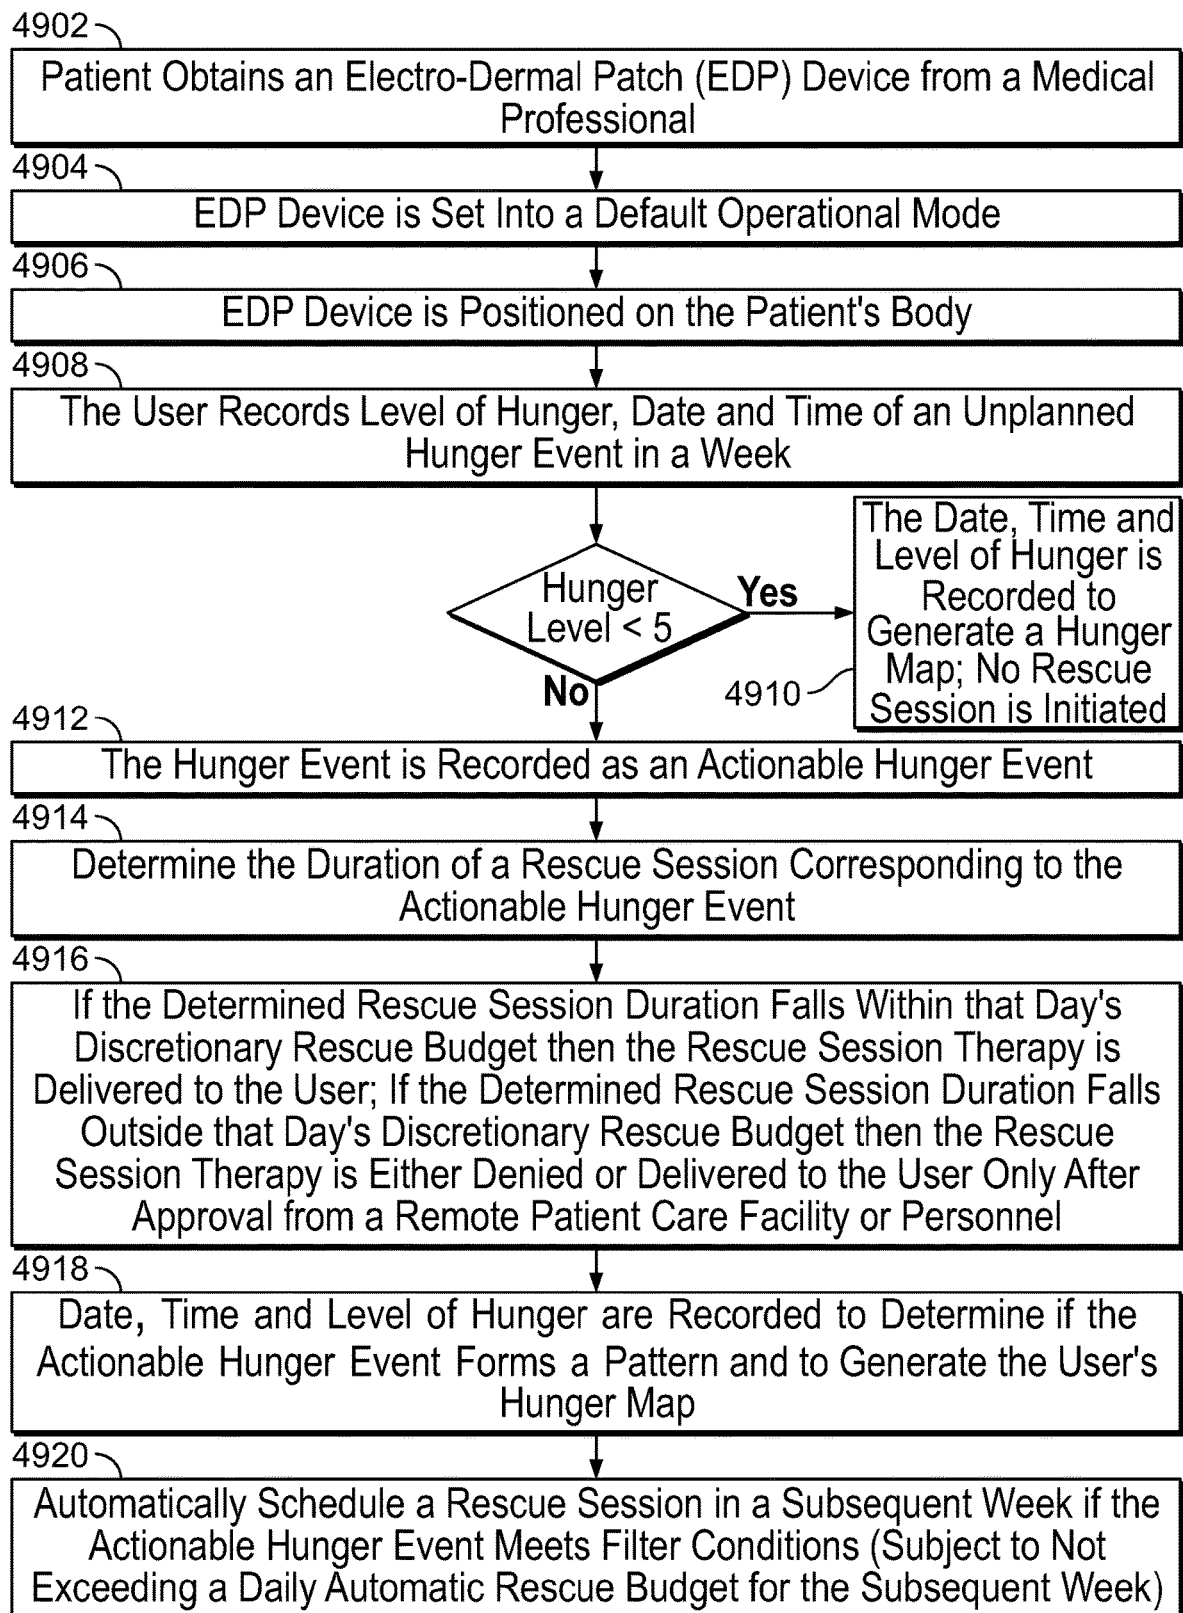 4902
Patient Obtains an Electro-Dermal Patch (EDP) Device from a Medical
Professional
4904
EDP Device is Set Into a Default Operational Mode
4906
EDP Device is Positioned on the Patient's Body
4908
The User Records Level of Hunger, Date and Time of an Unplanned
Hunger Event in a Week
Hunger
Level < 5
Yes
No
The Date, Time and
Level of Hunger is
Recorded to
Generate a Hunger
Map; No Rescue
Session is Initiated
4910
4912
The Hunger Event is Recorded as an Actionable Hunger Event
4914
Determine the Duration of a Rescue Session Corresponding to the
Actionable Hunger Event
4916
If the Determined Rescue Session Duration Falls Within that Day's
Discretionary Rescue Budget then the Rescue Session Therapy is
Delivered to the User; If the Determined Rescue Session Duration Falls
Outside that Day's Discretionary Rescue Budget then the Rescue
Session Therapy is Either Denied or Delivered to the User Only After
Approval from a Remote Patient Care Facility or Personnel
4918
Date, Time and Level of Hunger are Recorded to Determine if the
Actionable Hunger Event Forms a Pattern and to Generate the User's
Hunger Map
4920
Automatically Schedule a Rescue Session in a Subsequent Week if the
Actionable Hunger Event Meets Filter Conditions (Subject to Not
Exceeding a Daily Automatic Rescue Budget for the Subsequent Week)